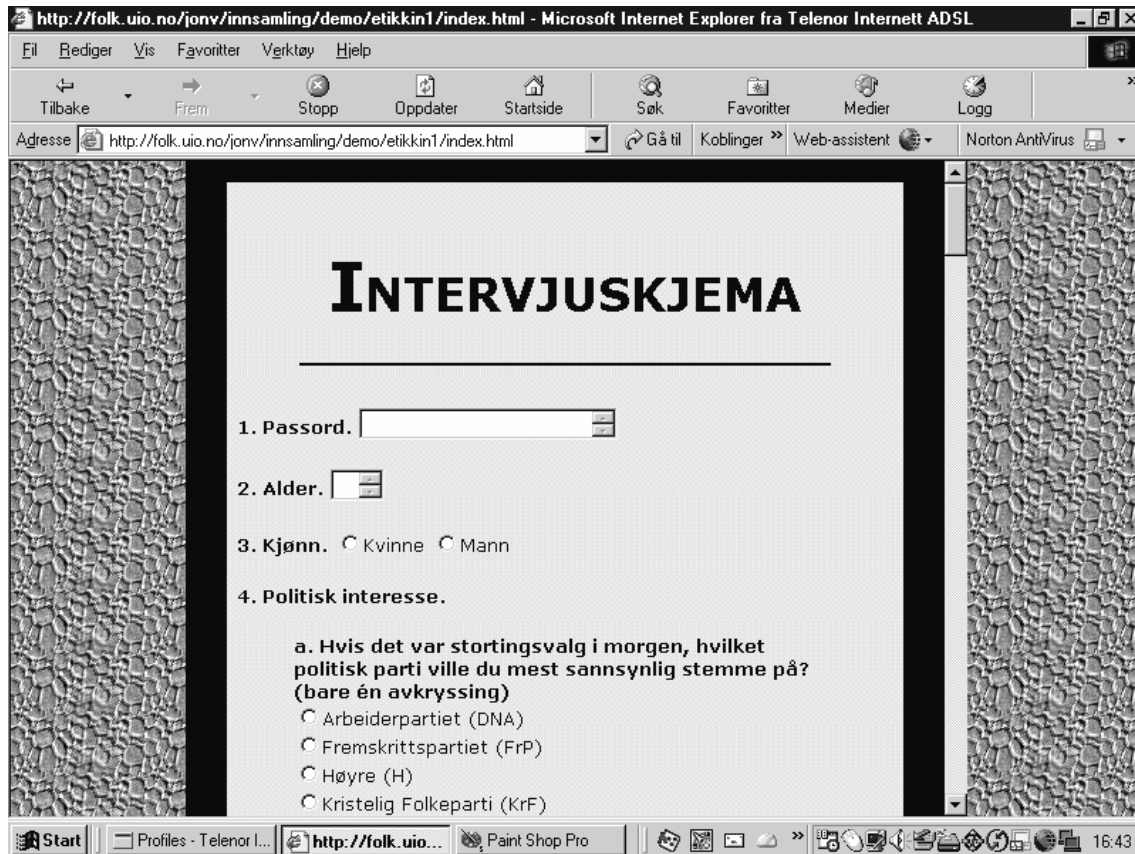 http://folk.uio.no/jonv/innsamling/demo/etikkin1/index.html - Microsoft Internet Explorer fra Telenor Internett ADSL
Fil Rediger Vis Favoritter Verktøy Hjelp
Tilbake Frem Stopp Oppdater Startside Søk Favoritter Medier Logg »
Adresse http://folk.uio.no/jonv/innsamling/demo/etikkin1/index.html Gå til Koblinger » Web-assistent Norton AntiVirus
INTERVJUSKJEMA
1. Passord.
2. Alder.
3. Kjønn. Kvinne Mann
4. Politisk interesse.
a. Hvis det var stortingsvalg i morgen, hvilket
politisk parti ville du mest sannsynlig stemme på?
(bare én avkryssing)
Arbeiderpartiet (DNA)
Fremskrittspartiet (FrP)
Høyre (H)
Kristelig Folkeparti (KrF)
Start Profiles - Telenor I... http://folk.uio... Paint Shop Pro » 16:43